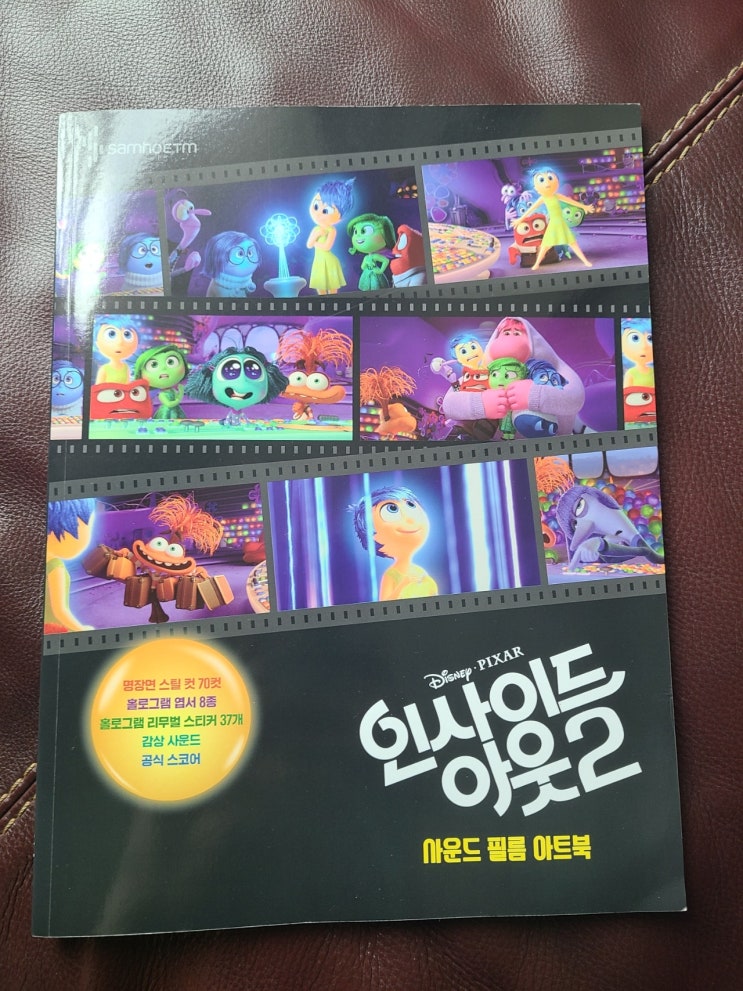 samhoETM
명장면 스틸 컷 70컷
홀로그램 엽서 8종
홀로그램 리무벌 스티커 37개
감상 사운드
공식 스코어
Disney · PIXAR
인사이드
아웃2
사운드 필름 아트북